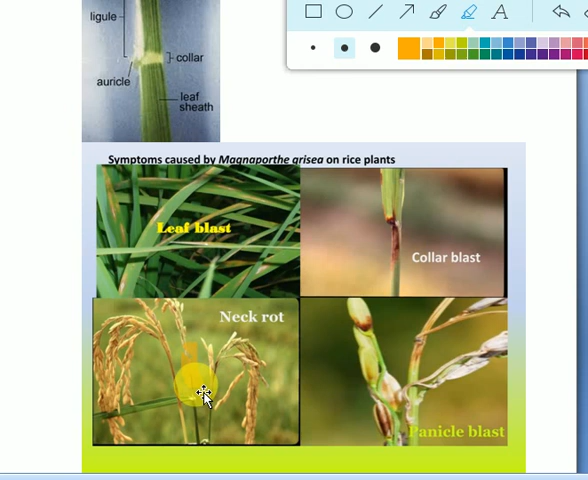 ligule
collar
auricle
leaf
sheath
Symptoms caused by Magnaporthe grisea on rice plants
Leaf blast
Collar blast
Neck rot
Panicle blast
A